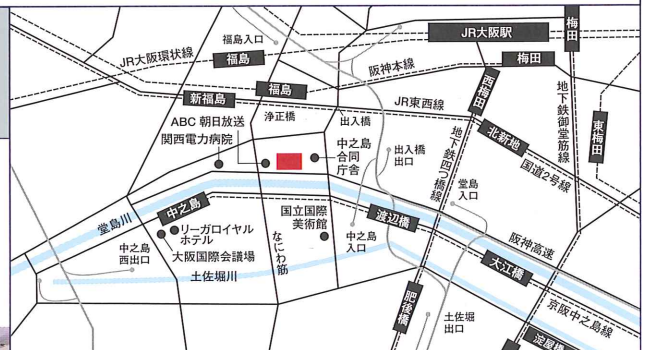 福島入口
JR大阪駅
梅田
JR大阪環状線
福島
阪神本線
梅田
福島
新福島
西梅田
JR東西線
地下鉄御堂筋線
東梅田
ABC 朝日放送
浄正橋
出入橋
関西電力病院
中之島
合同
庁舎
出入橋
出口
地下鉄四つ橋線
北新地
国道2号線
堂島
入口
堂島川
中之島
リーガロイヤル
ホテル
大阪国際会議場
中之島
西出口
土佐堀川
なにわ筋
国立国際
美術館
中之島
入口
渡辺橋
阪神高速
大江橋
京阪中之島線
肥後橋
土佐堀
出口